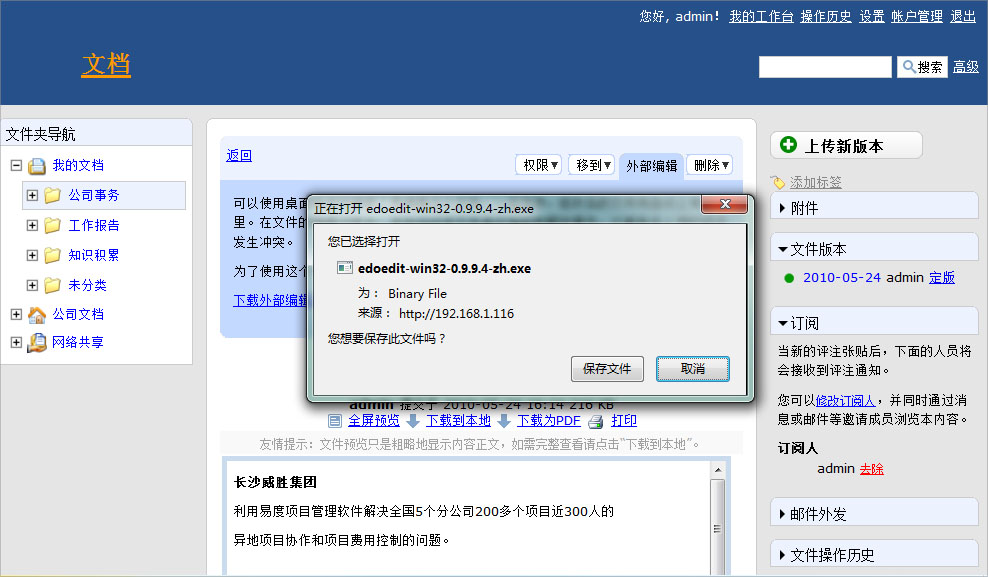 您好, admin! 我的工作台 操作历史 设置 帐户管理 退出
文档
搜索 高级
文件夹导航
我的文档
公司事务
工作报告
知识积累
未分类
公司文档
网络共享
返回
权限▼ 移到▼ 外部编辑 删除▼
可以使用桌面
里。在文件的
发生冲突。
为了使用这个
下载外部编辑
正在打开 edoedit-win32-0.9.9.4-zh.exe
您已选择打开
edoedit-win32-0.9.9.4-zh.exe
为: Binary File
来源: http://192.168.1.116
您想要保存此文件吗?
保存文件 取消
admin 提交于 2010-05-24 16:14 216 KB
全屏预览 下载到本地 下载为PDF 打印
友情提示: 文件预览只是粗略地显示内容正文, 如需完整查看请点击“下载到本地”。
长沙威胜集团
利用易度项目管理软件解决全国5个分公司200多个项目近300人的
异地项目协作和项目费用控制的问题。
上传新版本
添加标签
附件
文件版本
2010-05-24 admin 定版
订阅
当新的评注张贴后, 下面的人员将
会接收到评注通知。
您可以修改订阅人, 并同时通过消
息或邮件等邀请成员浏览本内容。
订阅人
admin 去除
邮件外发
文件操作历史